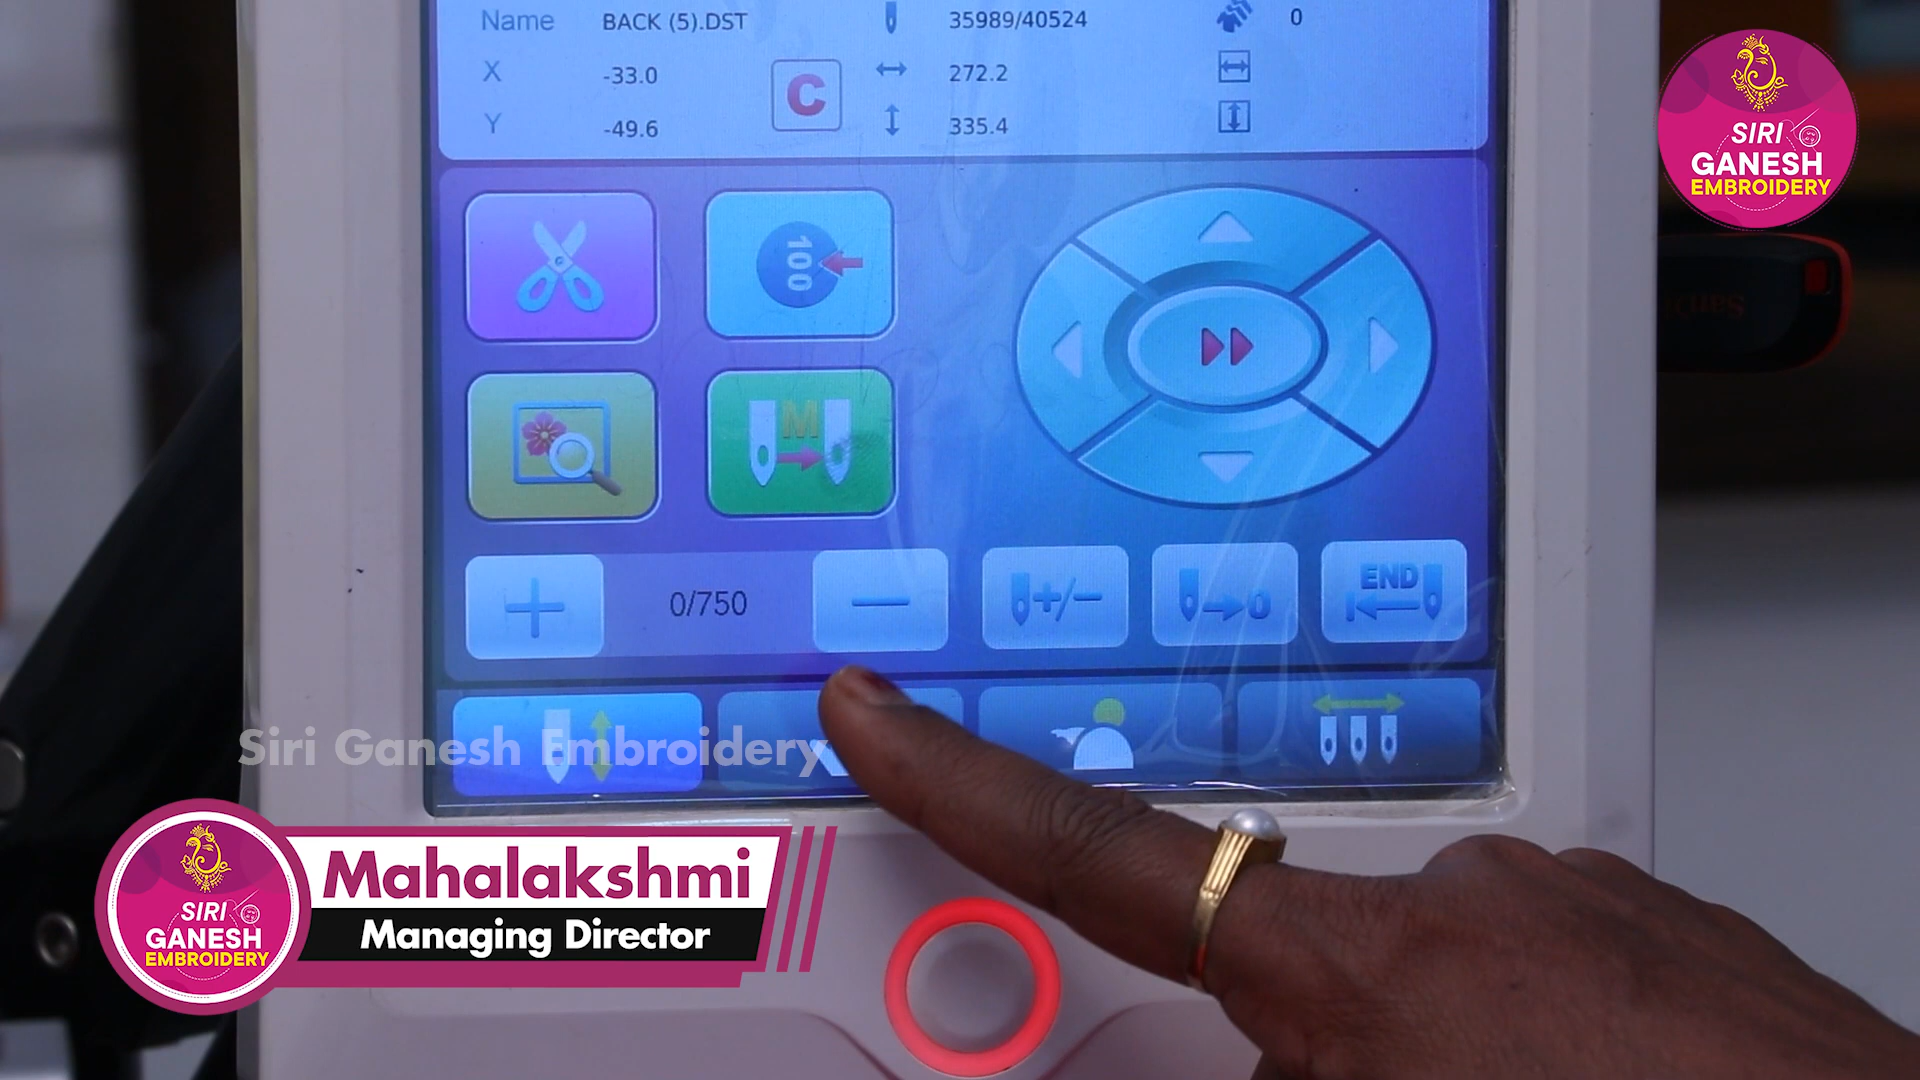 Name BACK (5).DST 35989/40524 0
X -33.0 C 272.2
Y -49.6 335.4
SIRI
GANESH
EMBROIDERY
100
M
0/750
+/-
0
END
Siri Ganesh Embroidery
Mahalakshmi
Managing Director
SIRI
GANESH
EMBROIDERY